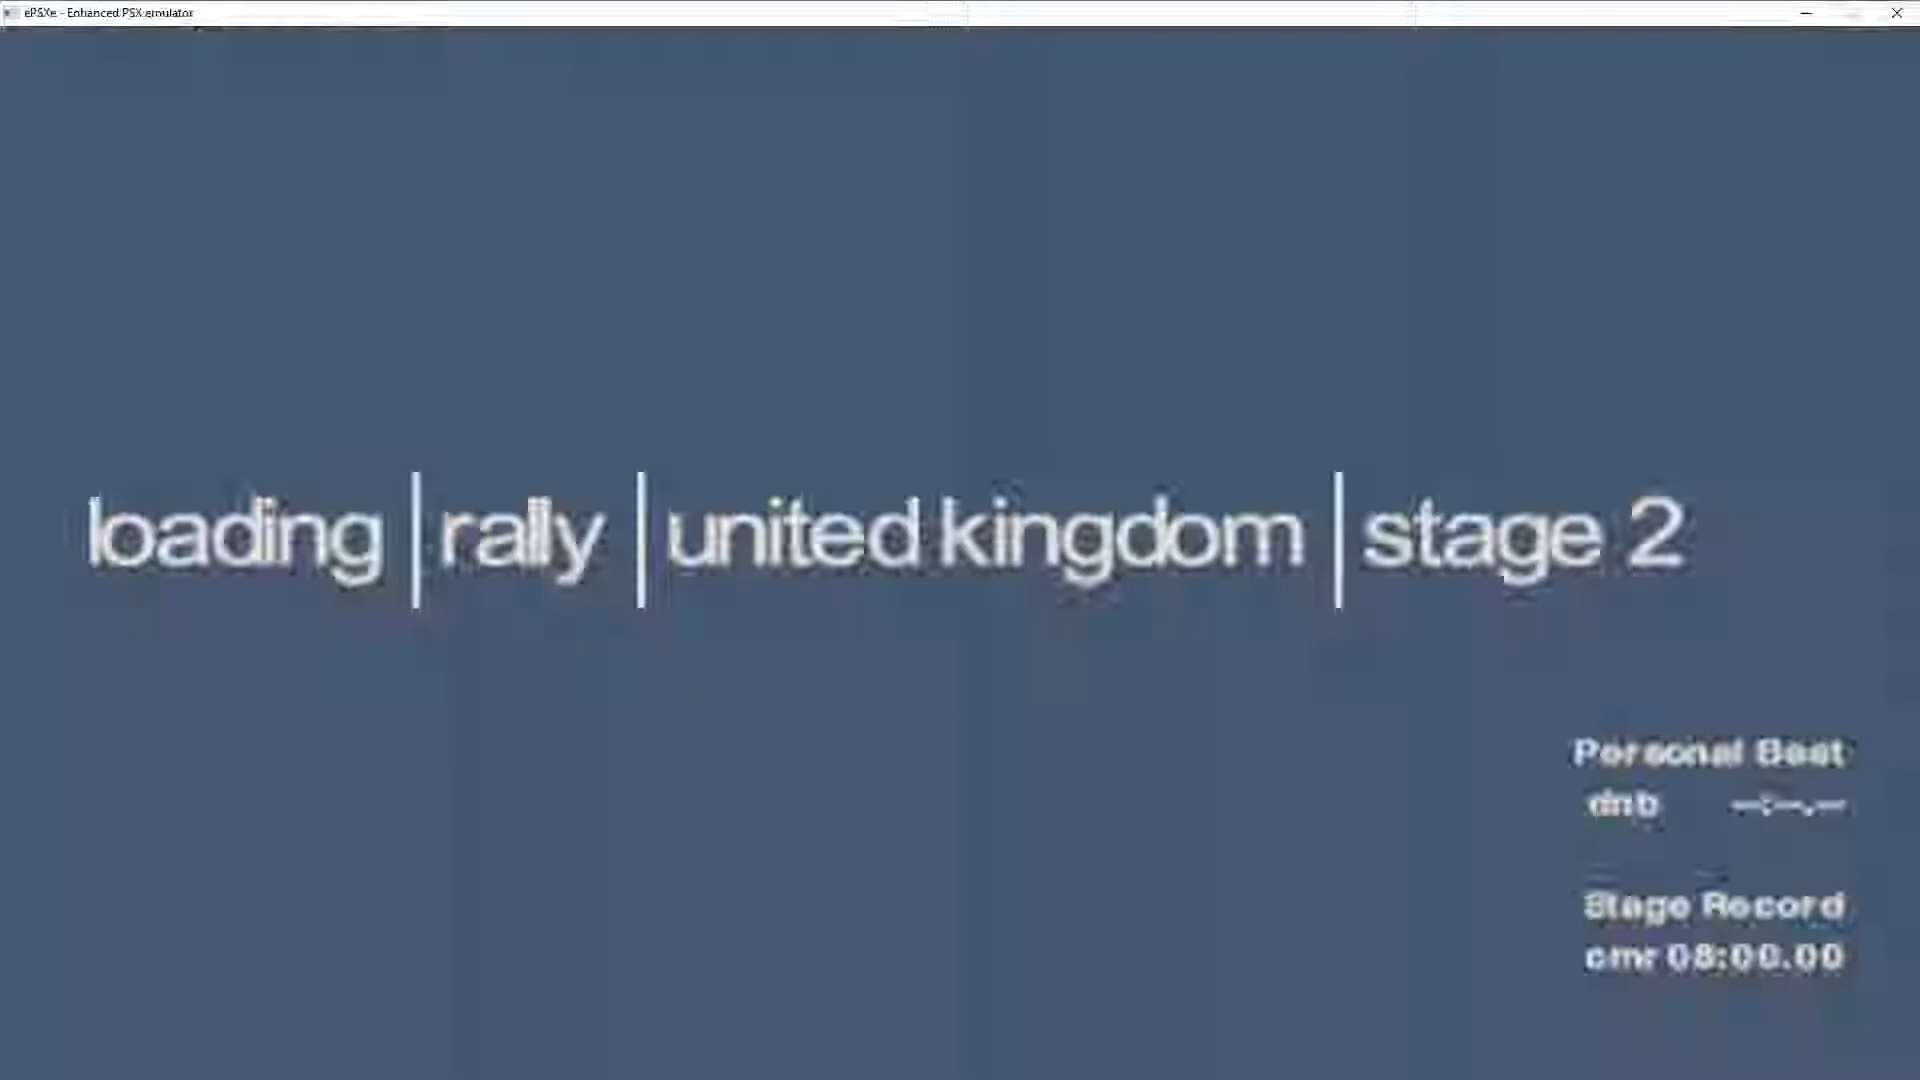 ePSXe - Enhanced PSX emulator
loading | rally | united kingdom | stage 2
Personal Best
dnb --:--.--
Stage Record
cmr 08:00.00